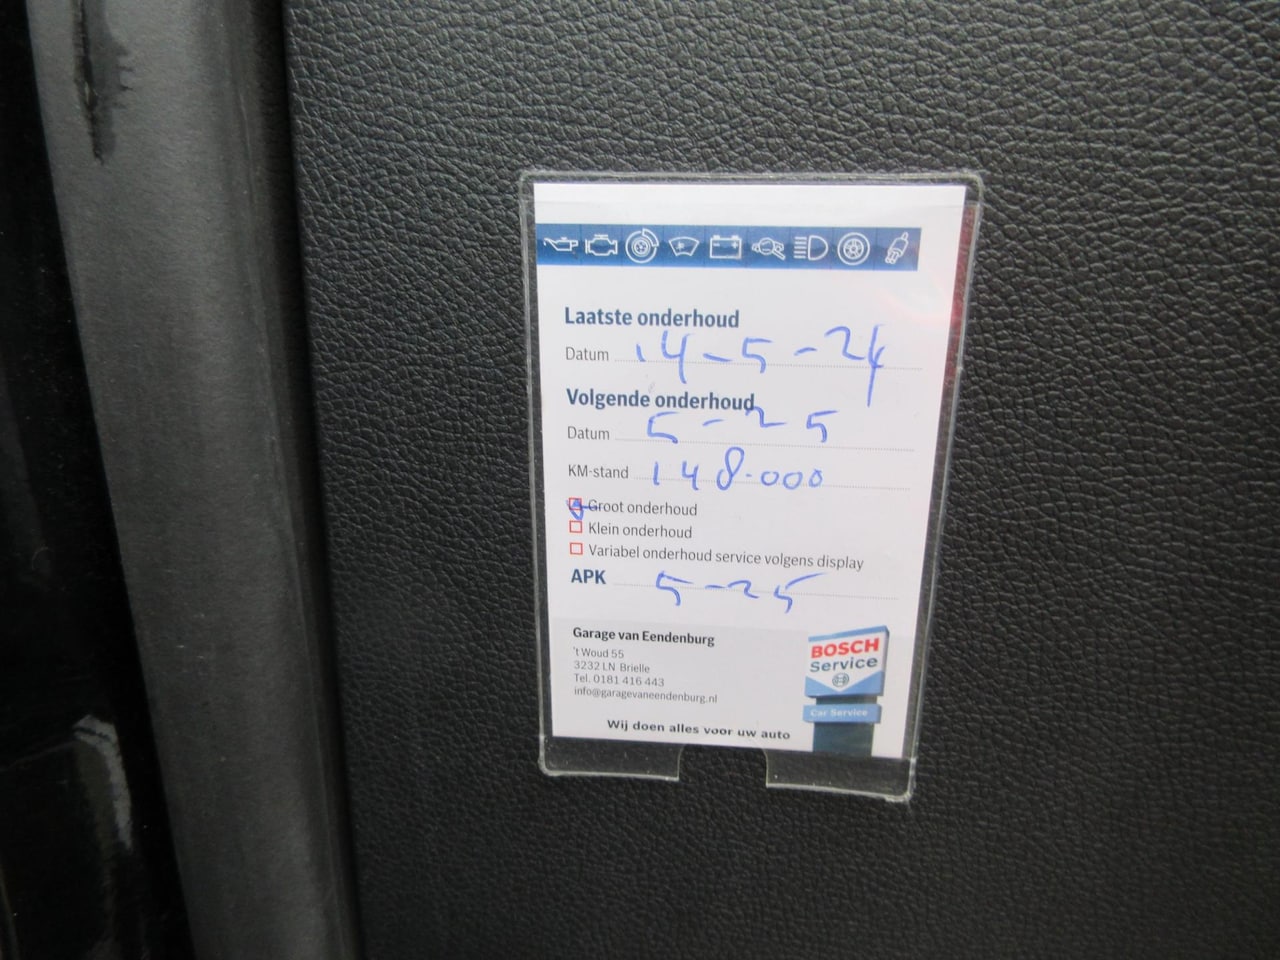 Laatste onderhoud
Datum 14-5-24
Volgende onderhoud
Datum 5-25
KM-stand 148.000
Groot onderhoud
Klein onderhoud
Variabel onderhoud service volgens display
APK 5-25
Garage van Eendenburg
't Woud 55
3232 LN Brielle
Tel. 0181 416 443
info@garagevaneendenburg.nl
BOSCH
Service
Car Service
Wij doen alles voor uw auto